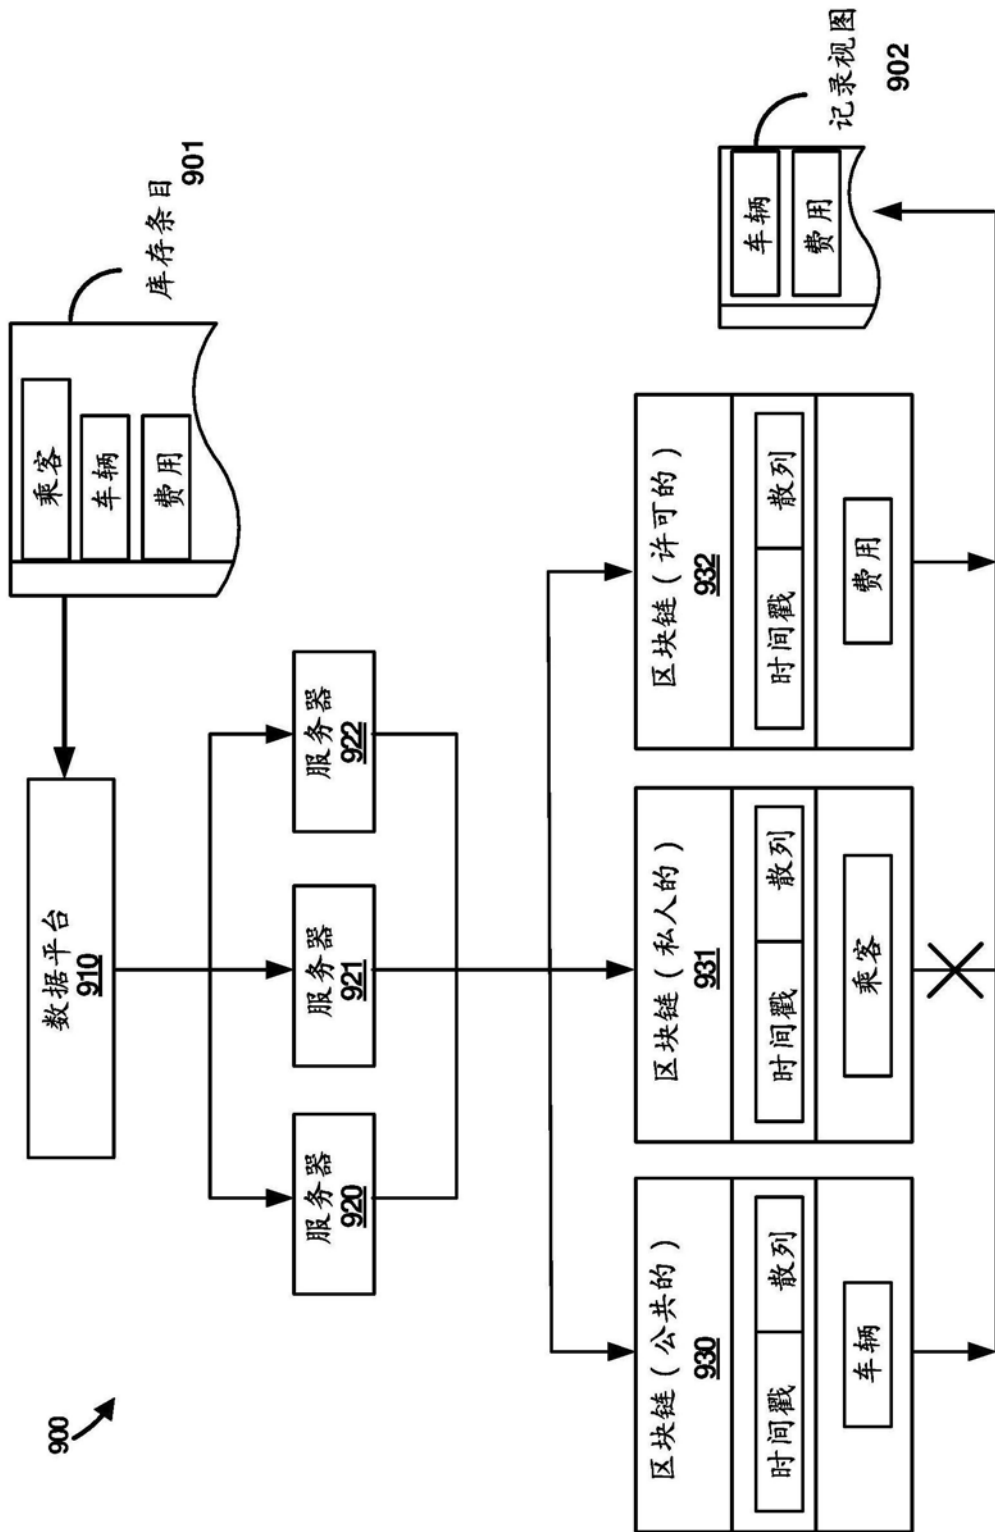 900
库存条目
901
乘客
车辆
费用
数据平台
910
服务器
920
服务器
921
服务器
922
区块链（公共的）
930
时间戳
散列
车辆
区块链（私人的）
931
时间戳
散列
乘客
区块链（许可的）
932
时间戳
散列
费用
车辆
费用
记录视图
902